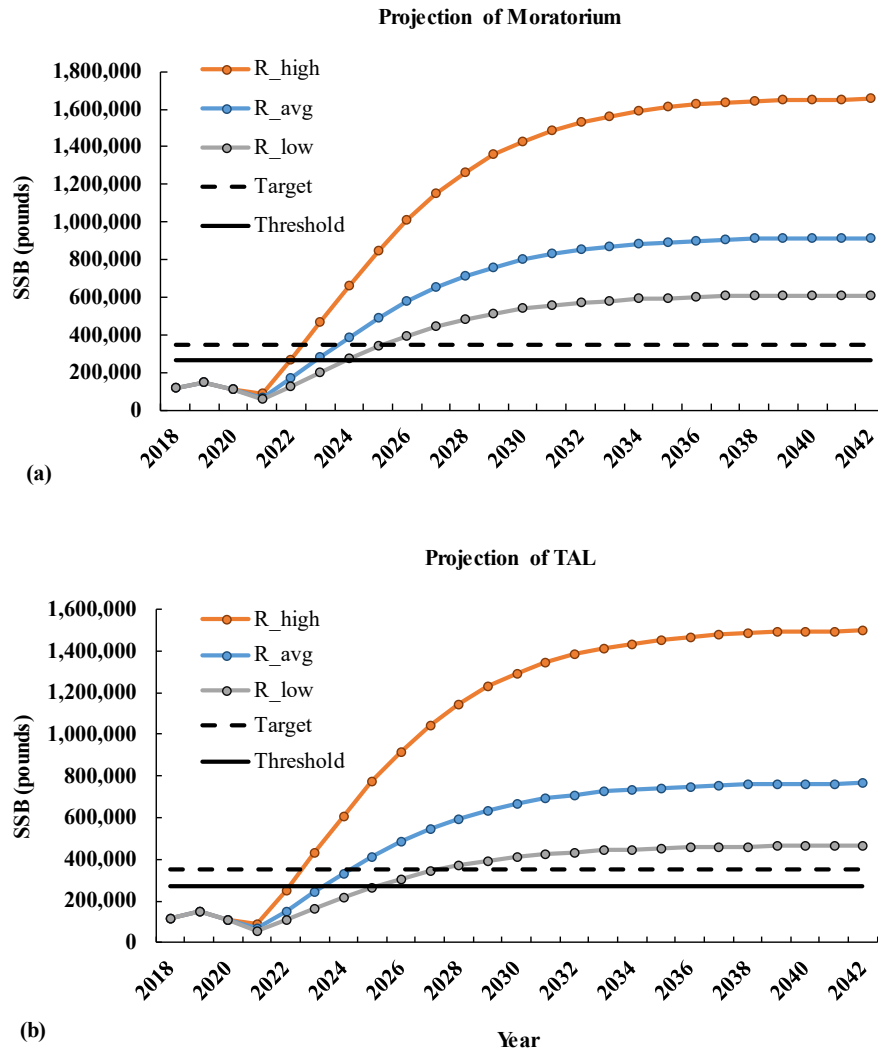 Projection of Moratorium
1,800,000
1,600,000
1,400,000
1,200,000
1,000,000
800,000
600,000
400,000
200,000
0
SSB (pounds)
R_high
R_avg
R_low
Target
Threshold
2018 2020 2022 2024 2026 2028 2030 2032 2034 2036 2038 2040 2042
(a)
Projection of TAL
1,600,000
1,400,000
1,200,000
1,000,000
800,000
600,000
400,000
200,000
0
SSB (pounds)
R_high
R_avg
R_low
Target
Threshold
2018 2020 2022 2024 2026 2028 2030 2032 2034 2036 2038 2040 2042
(b)
Year